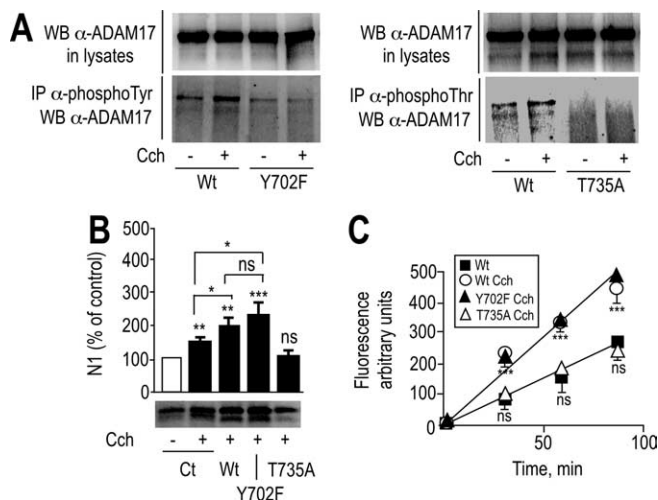 A
WB α-ADAM17
in lysates
IP α-phosphoTyr
WB α-ADAM17
Cch - + - +
Wt Y702F
WB α-ADAM17
in lysates
IP α-phosphoThr
WB α-ADAM17
Cch - + - +
Wt T735A
B
N1 (% of control)
500
400
300
200
100
0
*
ns
*
**
**
***
ns
Cch - + + + +
Ct Wt T735A
Y702F
C
Fluorescence
arbitrary units
500
400
300
200
100
0
Wt
Wt Cch
Y702F Cch
T735A Cch
***
***
***
ns
ns
ns
50
100
Time, min